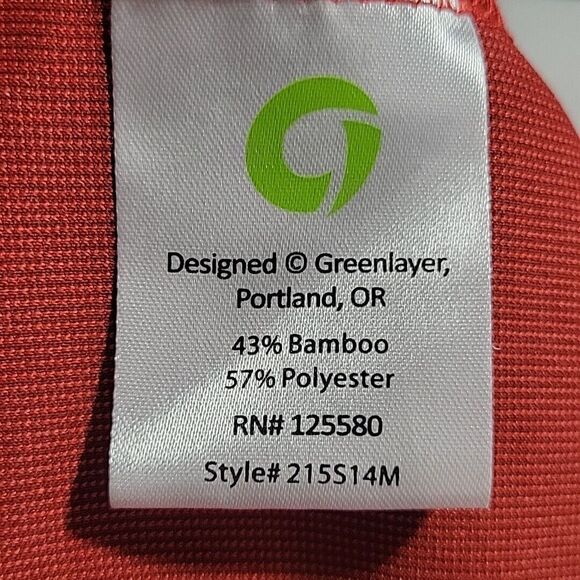 Designed © Greenlayer,
Portland, OR
43% Bamboo
57% Polyester
RN# 125580
Style# 215S14M